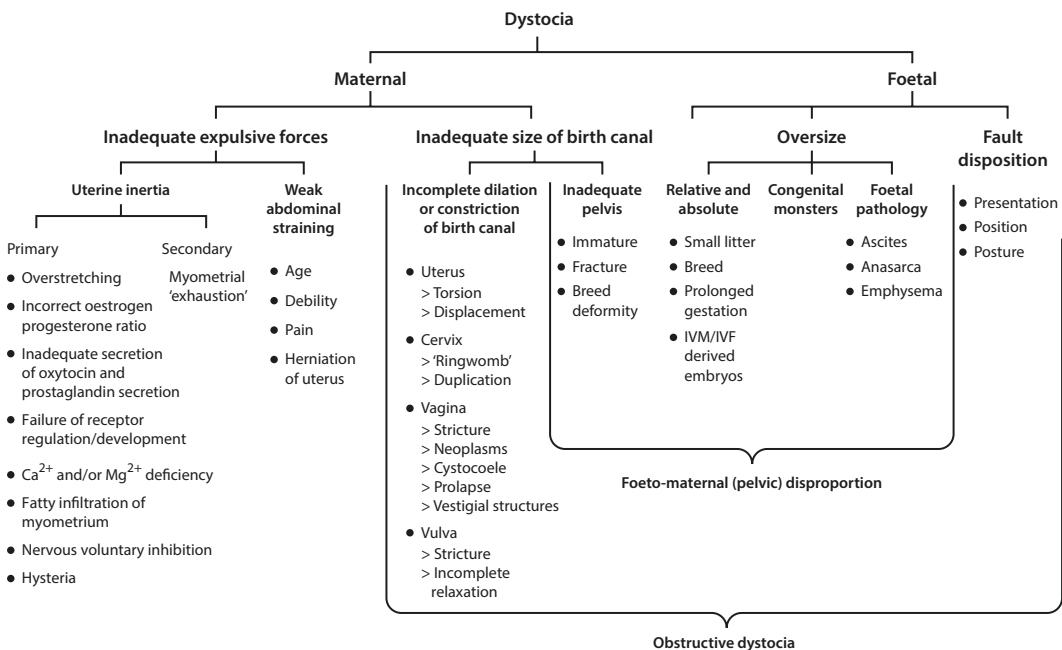 Dystocia
Maternal
Foetal
Inadequate expulsive forces
Inadequate size of birth canal
Oversize
Fault
disposition
Uterine inertia
Weak
abdominal
straining
Incomplete dilation
or constriction
of birth canal
Inadequate
pelvis
Relative and
absolute
Congenital
monsters
Foetal
pathology
Primary
● Overstretching
● Incorrect oestrogen
progesterone ratio
● Inadequate secretion
of oxytocin and
prostaglandin secretion
● Failure of receptor
regulation/development
● Ca²⁺ and/or Mg²⁺ deficiency
● Fatty infiltration of
myometrium
● Nervous voluntary inhibition
● Hysteria
Secondary
Myometrial
‘exhaustion’
● Age
● Debility
● Pain
● Herniation
of uterus
● Uterus
> Torsion
> Displacement
● Cervix
> ‘Ringwomb’
> Duplication
● Vagina
> Stricture
> Neoplasms
> Cystocoele
> Prolapse
> Vestigial structures
● Vulva
> Stricture
> Incomplete
relaxation
● Immature
● Fracture
● Breed
deformity
● Small litter
● Breed
● Prolonged
gestation
● IVM/IVF
derived
embryos
● Ascites
● Anasarca
● Emphysema
● Presentation
● Position
● Posture
Foeto-maternal (pelvic) disproportion
Obstructive dystocia